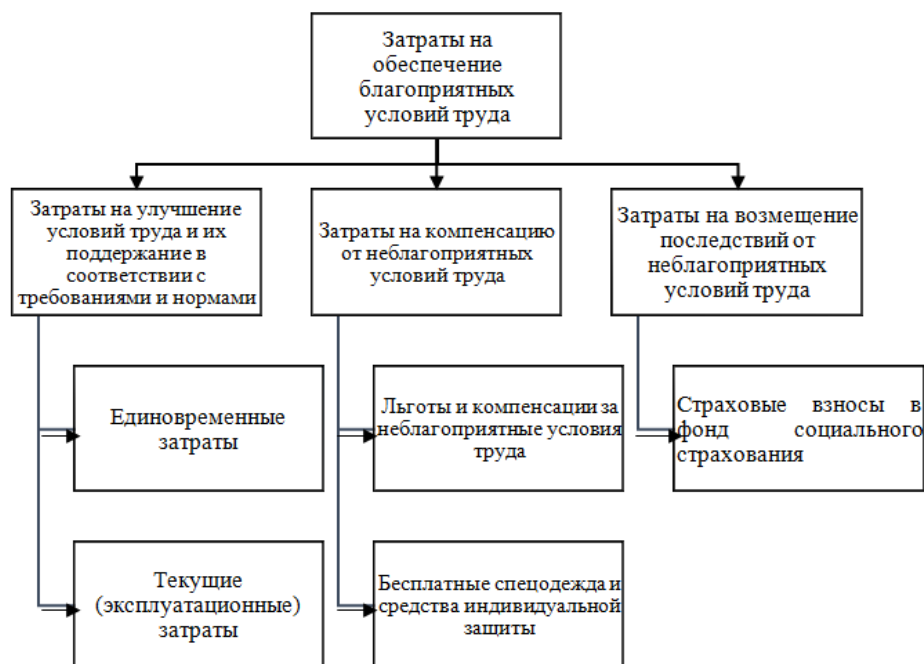 Затраты на
обеспечение
благоприятных
условий труда
Затраты на улучшение
условий труда и их
поддержание в
соответствии с
требованиями и нормами
Затраты на компенсацию
от неблагоприятных
условий труда
Затраты на возмещение
последствий от
неблагоприятных
условий труда
Единовременные
затраты
Льготы и компенсации за
неблагоприятные условия
труда
Страховые взносы в
фонд социального
страхования
Текущие
(эксплуатационные)
затраты
Бесплатные спецодежда и
средства индивидуальной
защиты